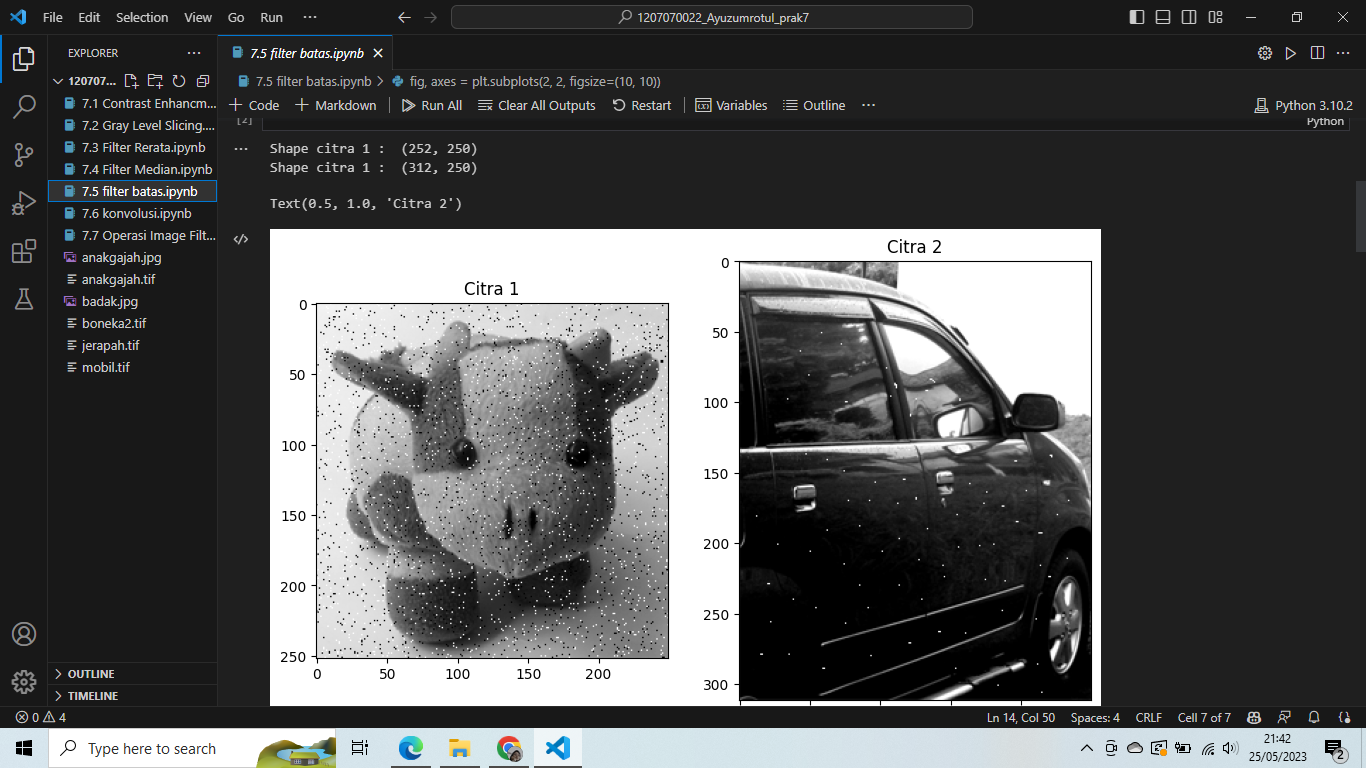 File Edit Selection View Go Run ···
1207070022_Ayuzumrotul_prak7
EXPLORER ···
120707...
7.1 Contrast Enhancm...
7.2 Gray Level Slicing....
7.3 Filter Rerata.ipynb
7.4 Filter Median.ipynb
7.5 filter batas.ipynb
7.6 konvolusi.ipynb
7.7 Operasi Image Filt...
anakgajah.jpg
anakgajah.tif
badak.jpg
boneka2.tif
jerapah.tif
mobil.tif
OUTLINE
TIMELINE
7.5 filter batas.ipynb
7.5 filter batas.ipynb > fig, axes = plt.subplots(2, 2, figsize=(10, 10))
+ Code + Markdown Run All Clear All Outputs Restart Variables Outline ··· Python 3.10.2
[2] Python
Shape citra 1 :  (252, 250)
Shape citra 1 :  (312, 250)
Text(0.5, 1.0, 'Citra 2')
Citra 1
0
50
100
150
200
250
0 50 100 150 200
Citra 2
0
50
100
150
200
250
300
0 4 Ln 14, Col 50 Spaces: 4 CRLF Cell 7 of 7
Type here to search
21:42
25/05/2023
2